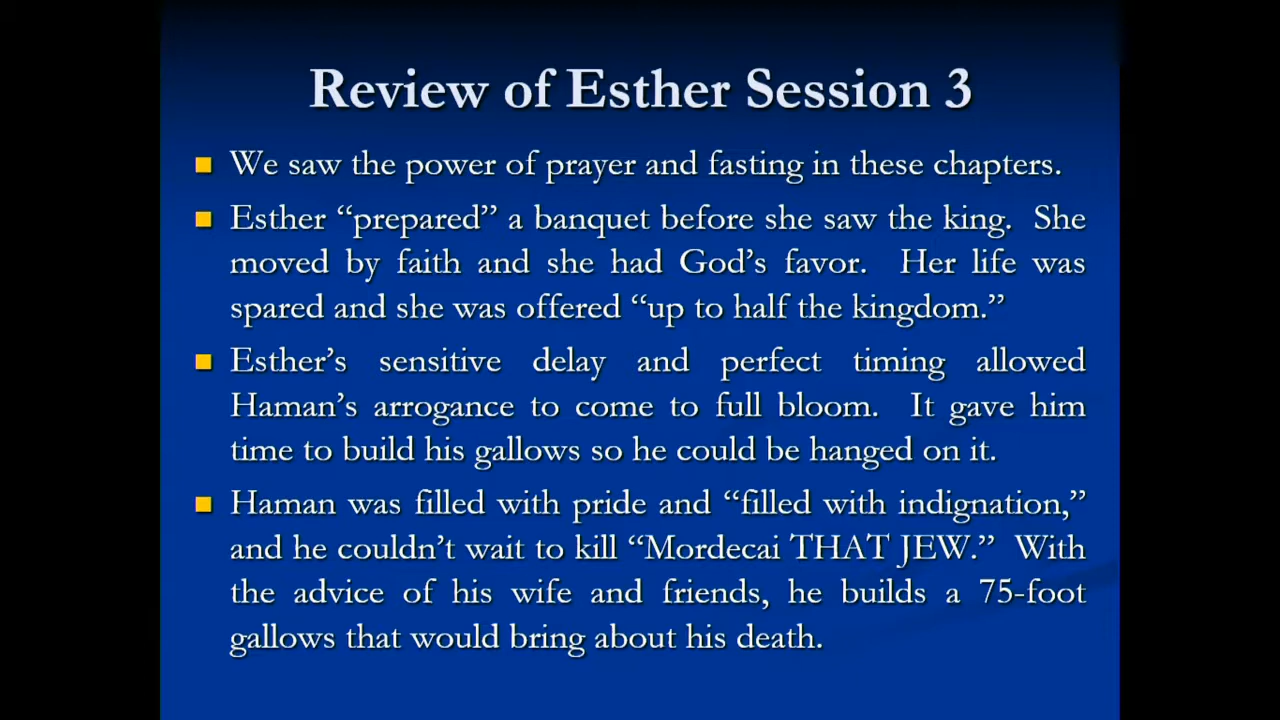 Review of Esther Session 3
We saw the power of prayer and fasting in these chapters.
Esther “prepared” a banquet before she saw the king.  She
moved by faith and she had God’s favor.  Her life was
spared and she was offered “up to half the kingdom.”
Esther’s sensitive delay and perfect timing allowed
Haman’s arrogance to come to full bloom.  It gave him
time to build his gallows so he could be hanged on it.
Haman was filled with pride and “filled with indignation,”
and he couldn’t wait to kill “Mordecai THAT JEW.”  With
the advice of his wife and friends, he builds a 75-foot
gallows that would bring about his death.